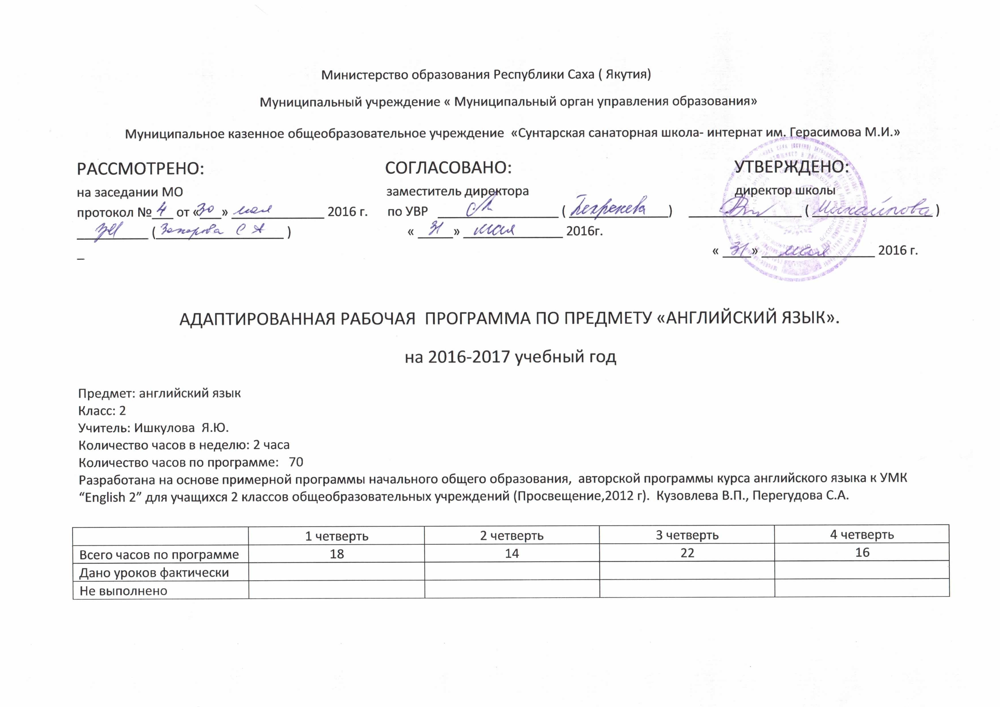 Министерство образования Республики Саха ( Якутия)
Муниципальный учреждение « Муниципальный орган управления образования»
Муниципальное казенное общеобразовательное учреждение «Сунтарская санаторная школа- интернат им. Герасимова М.И.»
РАССМОТРЕНО:
на заседании МО
протокол № 4 от «30» мая 2016 г.
(Захарова С А )
СОГЛАСОВАНО:
заместитель директора
по УВР ( )
« 31 » мая 2016г.
УТВЕРЖДЕНО:
директор школы
( )
« 31 » мая 2016 г.
АДАПТИРОВАННАЯ РАБОЧАЯ ПРОГРАММА ПО ПРЕДМЕТУ «АНГЛИЙСКИЙ ЯЗЫК».
на 2016-2017 учебный год
Предмет: английский язык
Класс: 2
Учитель: Ишкулова Я.Ю.
Количество часов в неделю: 2 часа
Количество часов по программе: 70
Разработана на основе примерной программы начального общего образования, авторской программы курса английского языка к УМК
“English 2” для учащихся 2 классов общеобразовательных учреждений (Просвещение,2012 г). Кузовлева В.П., Перегудова С.А.
1 четверть 2 четверть 3 четверть 4 четверть
Всего часов по программе 18 14 22 16
Дано уроков фактически
Не выполнено